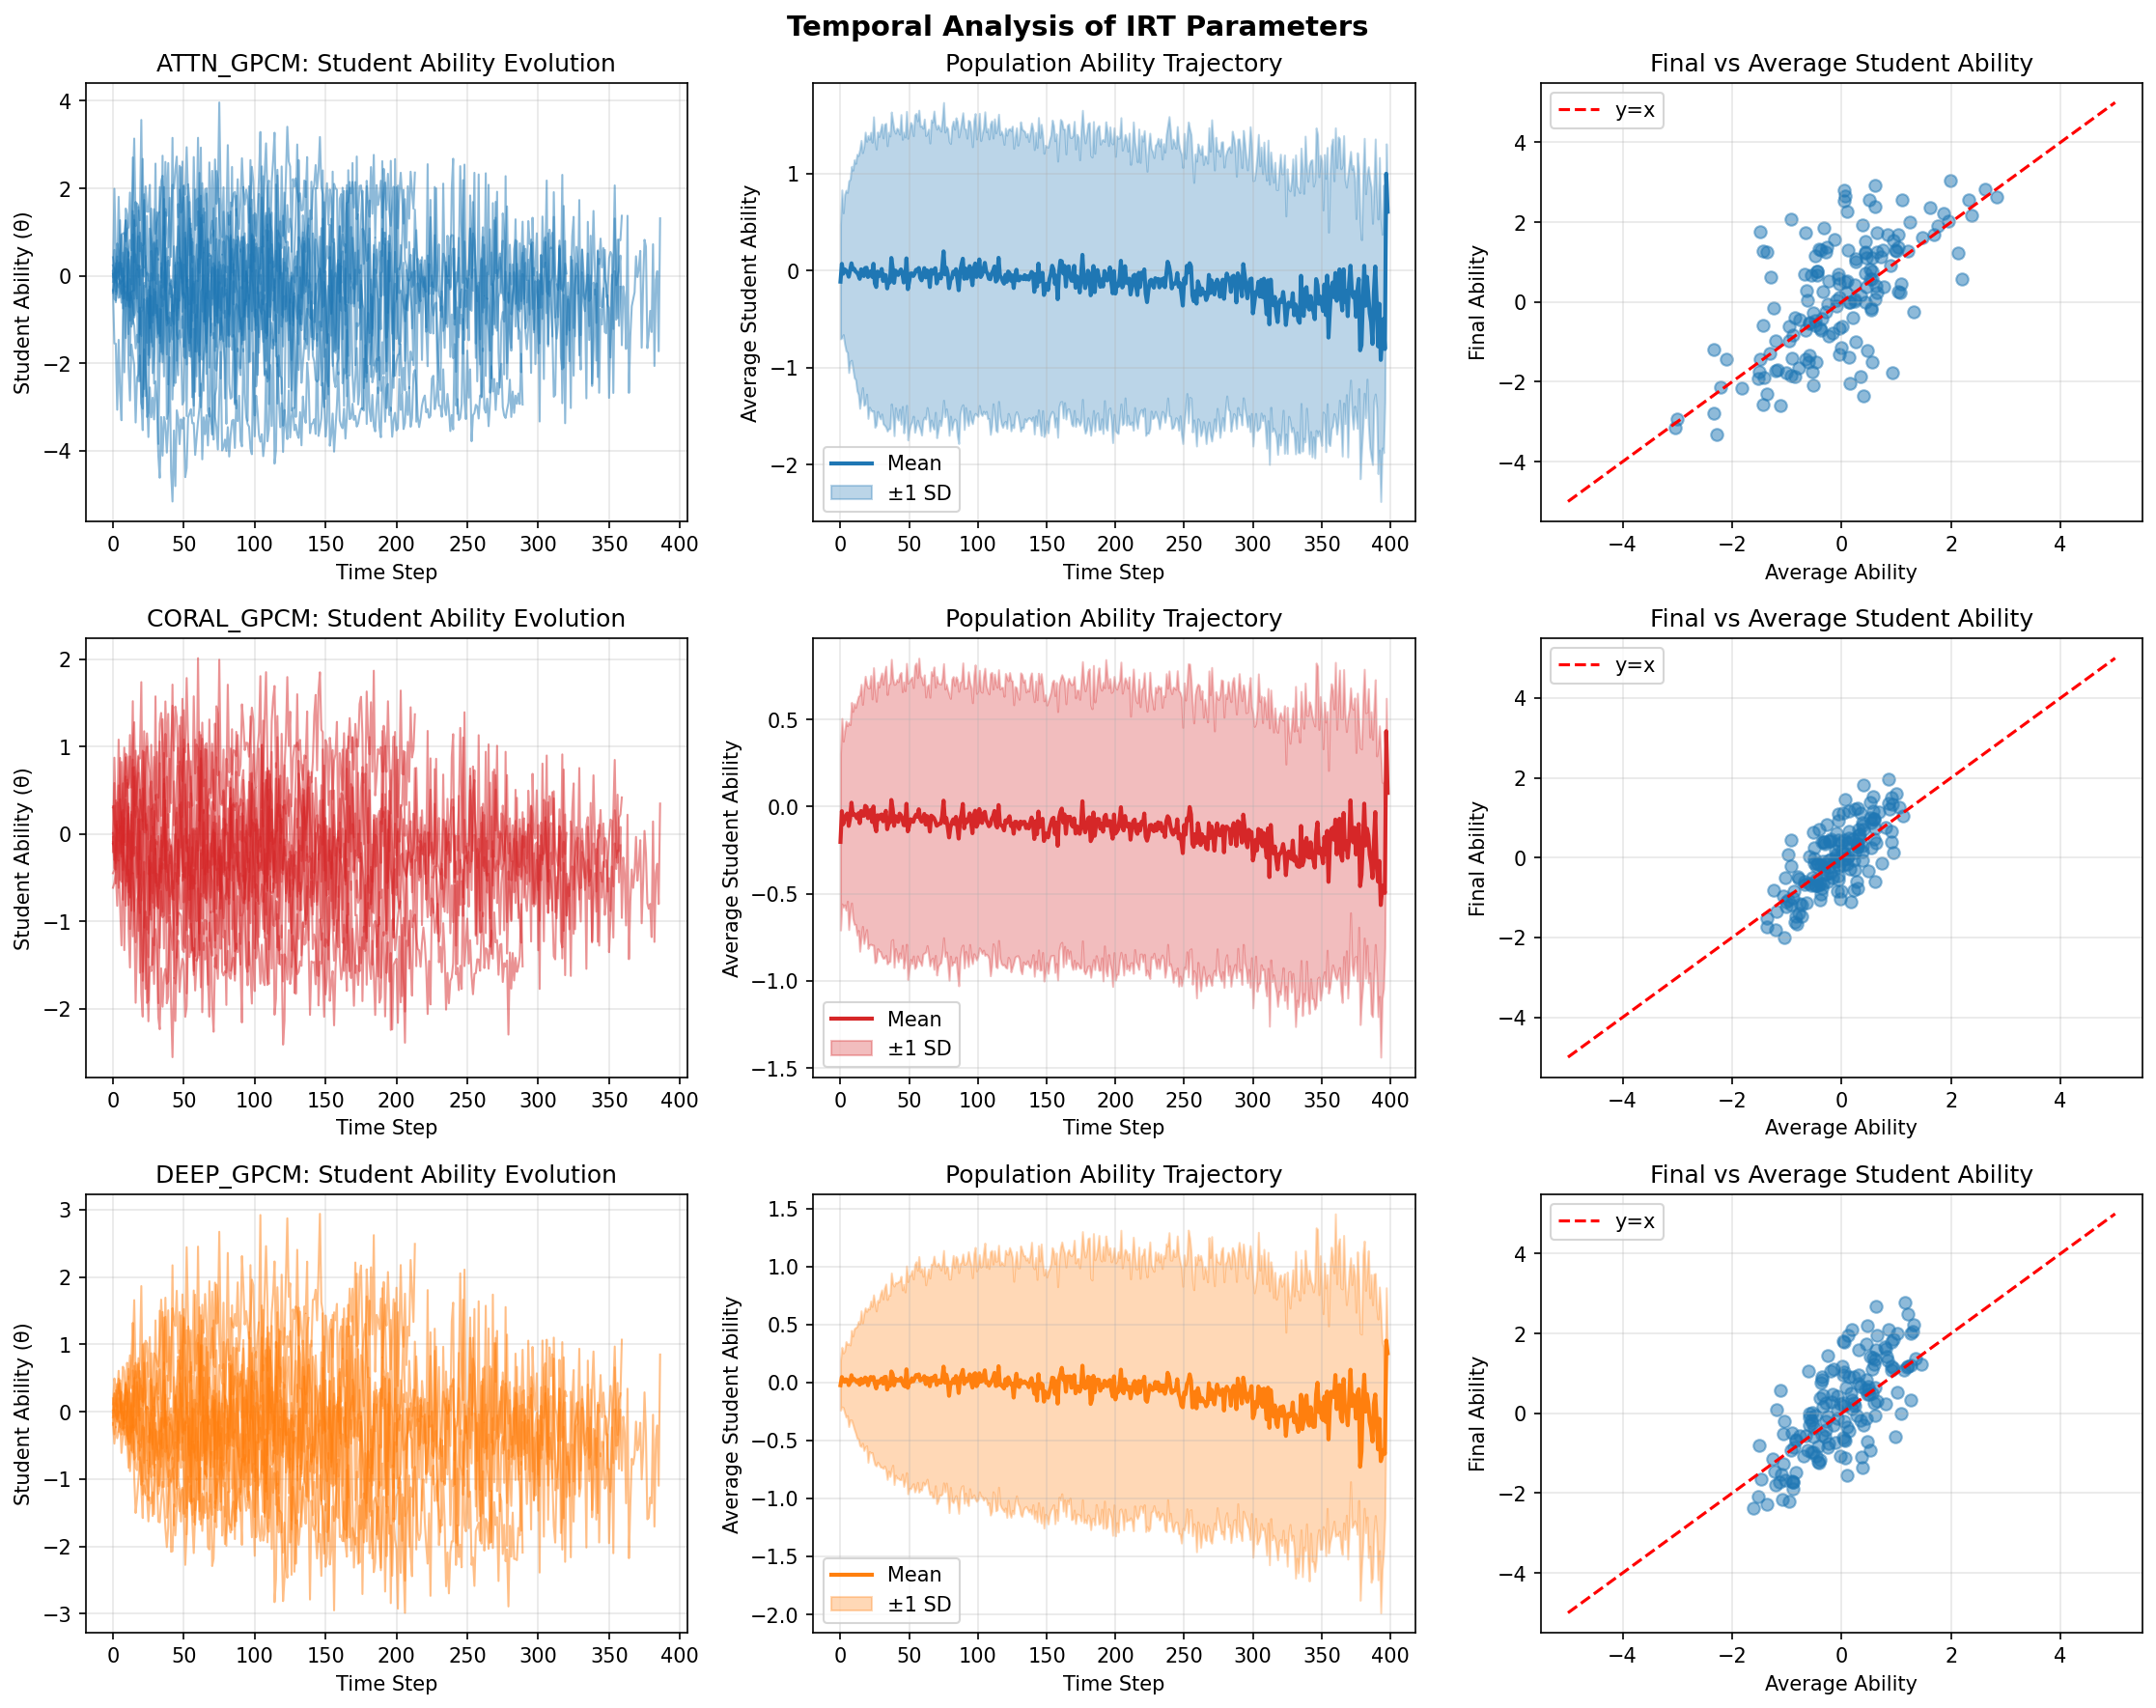 Temporal Analysis of IRT Parameters
ATTN_GPCM: Student Ability Evolution
4
2
0
−2
−4
Student Ability (θ)
0 50 100 150 200 250 300 350 400
Time Step
Population Ability Trajectory
1
0
−1
−2
Average Student Ability
Mean
±1 SD
0 50 100 150 200 250 300 350 400
Time Step
Final vs Average Student Ability
y=x
4
2
0
−2
−4
Final Ability
−4 −2 0 2 4
Average Ability
CORAL_GPCM: Student Ability Evolution
2
1
0
−1
−2
Student Ability (θ)
0 50 100 150 200 250 300 350 400
Time Step
Population Ability Trajectory
0.5
0.0
−0.5
−1.0
−1.5
Average Student Ability
Mean
±1 SD
0 50 100 150 200 250 300 350 400
Time Step
Final vs Average Student Ability
y=x
4
2
0
−2
−4
Final Ability
−4 −2 0 2 4
Average Ability
DEEP_GPCM: Student Ability Evolution
3
2
1
0
−1
−2
−3
Student Ability (θ)
0 50 100 150 200 250 300 350 400
Time Step
Population Ability Trajectory
1.5
1.0
0.5
0.0
−0.5
−1.0
−1.5
−2.0
Average Student Ability
Mean
±1 SD
0 50 100 150 200 250 300 350 400
Time Step
Final vs Average Student Ability
y=x
4
2
0
−2
−4
Final Ability
−4 −2 0 2 4
Average Ability